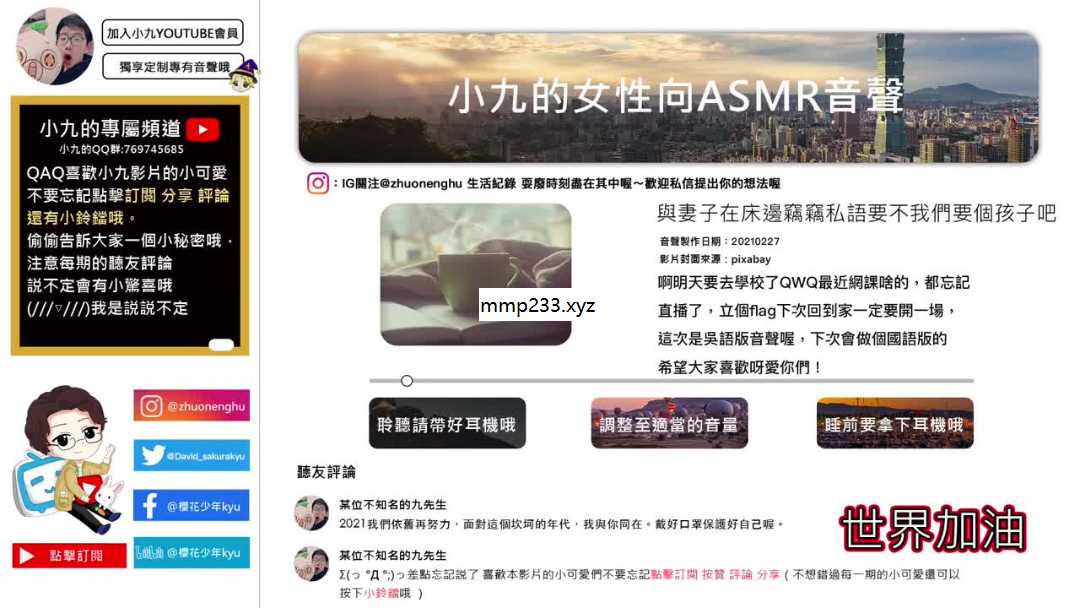 加入小九YOUTUBE會員
獨享定制專有音聲哦
小九的專屬頻道
小九的QQ群:769745685
QAQ喜歡小九影片的小可愛
不要忘記點擊訂閱 分享 評論
還有小鈴鐺哦。
偷偷告訴大家一個小秘密哦，
注意每期的聽友評論
說不定會有小驚喜哦
(///▽///)我是說說不定
@zhuonenghu
@David_sakurakyu
@櫻花少年kyu
點擊訂閱
@櫻花少年kyu
小九的女性向ASMR音聲
：IG關注@zhuonenghu 生活紀錄 耍廢時刻盡在其中喔～歡迎私信提出你的想法喔
與妻子在床邊竊竊私語要不我們要個孩子吧
音聲製作日期：20210227
影片封面來源：pixabay
啊明天要去學校了QWQ最近網課啥的，都忘記
直播了，立個flag下次回到家一定要開一場，
這次是吳語版音聲喔，下次會做個國語版的
希望大家喜歡呀愛你們！
mmp233.xyz
聆聽請帶好耳機哦
調整至適當的音量
睡前要拿下耳機哦
聽友評論
某位不知名的九先生
2021我們依舊再努力，面對這個坎坷的年代，我與你同在。戴好口罩保護好自己喔。
某位不知名的九先生
Σ(っ °Д °;)っ差點忘記說了 喜歡本影片的小可愛們不要忘記點擊訂閱 按贊 評論 分享（ 不想錯過每一期的小可愛還可以
按下小鈴鐺哦 ）
世界加油